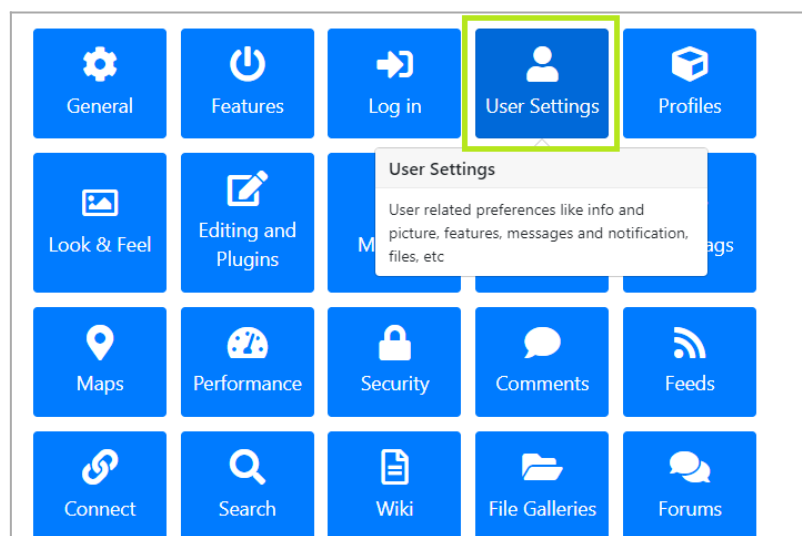 General
Features
Log in
User Settings
Profiles
User Settings
User related preferences like info and
picture, features, messages and notification,
files, etc
Look & Feel
Editing and
Plugins
Maps
Performance
Security
Comments
Feeds
Connect
Search
Wiki
File Galleries
Forums